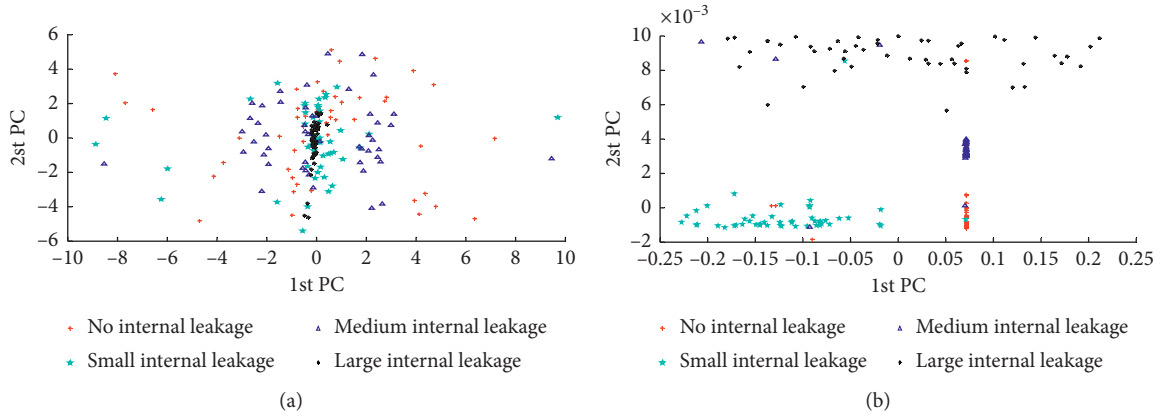 6
4
2
0
−2
−4
−6
2st PC
−10
−8
−6
−4
−2
0
2
4
6
8
10
1st PC
No internal leakage
Small internal leakage
Medium internal leakage
Large internal leakage
(a)
×10⁻³
10
8
6
4
2
0
−2
2st PC
−0.25
−0.2
−0.15
−0.1
−0.05
0
0.05
0.1
0.15
0.2
0.25
1st PC
No internal leakage
Small internal leakage
Medium internal leakage
Large internal leakage
(b)